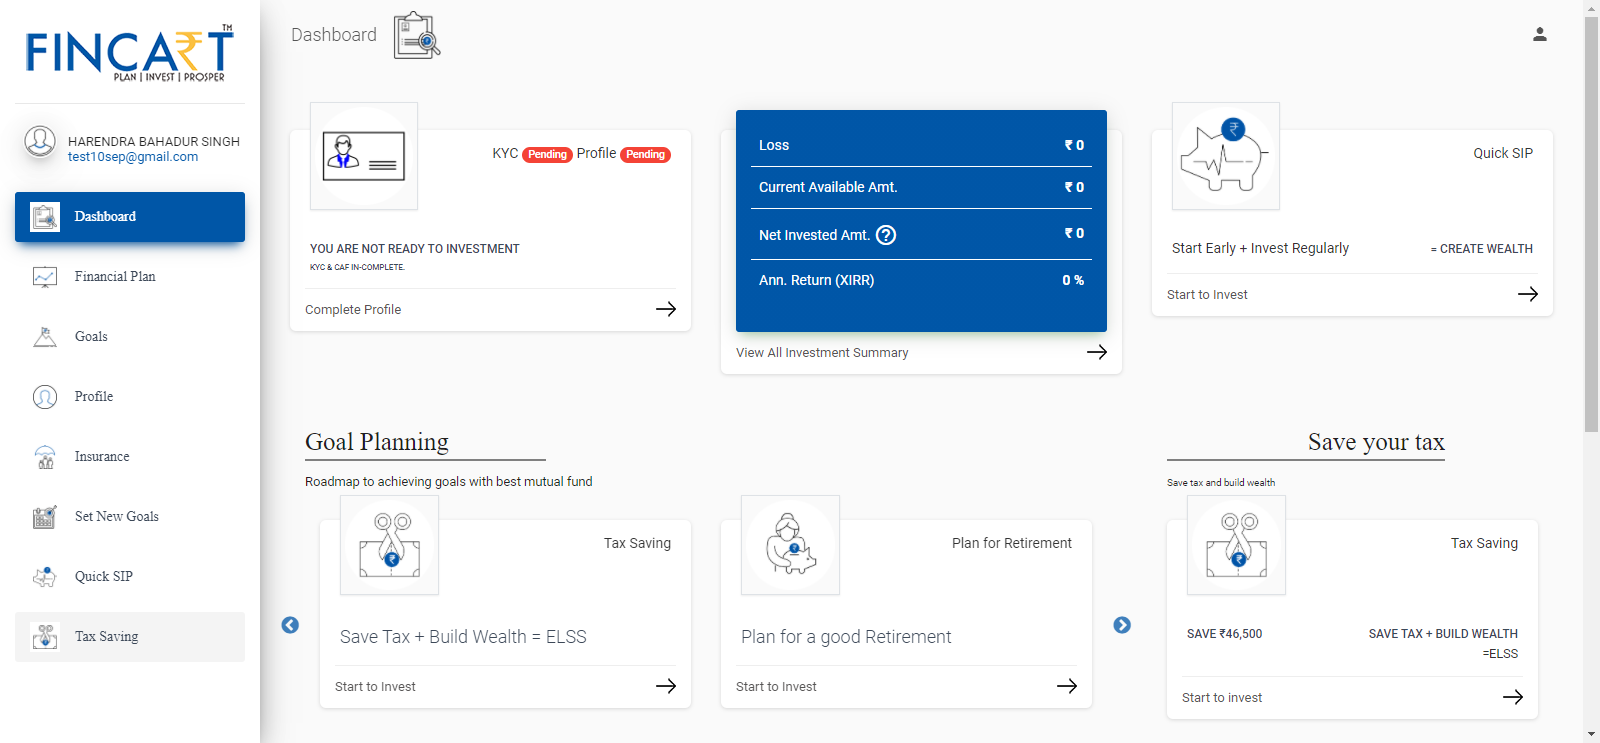 FINCART™
PLAN | INVEST | PROSPER
HARENDRA BAHADUR SINGH
test10sep@gmail.com
Dashboard
Financial Plan
Goals
Profile
Insurance
Set New Goals
Quick SIP
Tax Saving
Dashboard
KYC Pending Profile Pending
YOU ARE NOT READY TO INVESTMENT
KYC & CAF IN-COMPLETE.
Complete Profile
Loss ₹ 0
Current Available Amt. ₹ 0
Net Invested Amt. ₹ 0
Ann. Return (XIRR) 0 %
View All Investment Summary
Quick SIP
Start Early + Invest Regularly = CREATE WEALTH
Start to Invest
Goal Planning
Roadmap to achieving goals with best mutual fund
Tax Saving
Save Tax + Build Wealth = ELSS
Start to Invest
Plan for Retirement
Plan for a good Retirement
Start to Invest
Save your tax
Save tax and build wealth
Tax Saving
SAVE ₹46,500 SAVE TAX + BUILD WEALTH
=ELSS
Start to invest